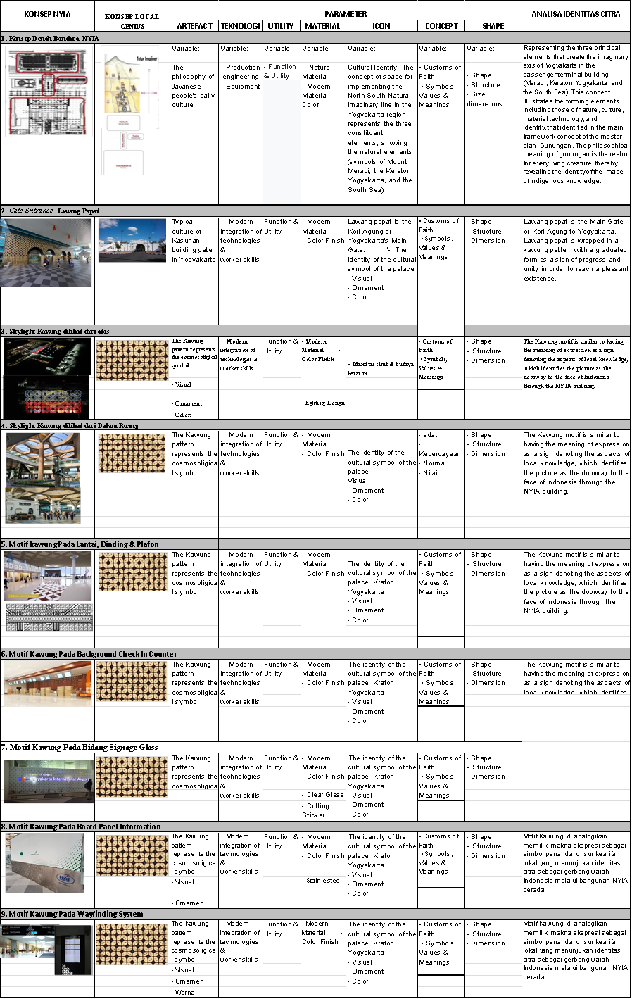 KONSEP NYIA
KONSEP LOCAL
GENIUS
PARAMETER
ANALISA IDENTITAS CITRA
ARTEFACT
TEKNOLOGI
UTILITY
MATERIAL
ICON
CONCEPT
SHAPE
1. Konsep Denah Bandara NYIA
Tutur Imajiner
MERAPI
YOGYAKARTA
Variable:
The
philosophy of
Javanese
people's daily
culture
Variable:
- Production
engineering
- Equipment
-
Variable:
- Function
& Utility
Variable:
- Natural
Material
- Modern
Material -
Color
Variable:
Cultural Identity. The
concept of space for
implementing the
North-South Natural
Imaginary line in the
Yogyakarta region
represents the three
constituent
elements, showing
the natural elements
(symbols of Mount
Merapi, the Keraton
Yogyakarta, and the
South Sea)
Variable:
• Customs of
Faith
• Symbols,
Values &
Meanings
Variable:
- Shape
- Structure
- Size
dimensions
Representing the three principal
elements that create the imaginary
axis of Yogyakarta in the
passenger terminal building
(Merapi, Keraton Yogyakarta, and
the South Sea). This concept
illustrates the forming elements;
including those of nature, culture,
material technology, and
identity,that identified in the main
framework concept of the master
plan, Gunungan. The philosophical
meaning of gunungan is the realm
for everyliving creature, thereby
revealing the identityof the image
of indigenous knowledge.
2. Gate Entrance Lawang Papat
Typical
culture of
Kasunan
building gate
in Yogyakarta
Modern
integration of
technologies
&
worker skills
Function &
Utility
- Modern
Material
- Color Finish
Lawang papat is the
Kori Agung or
Yogyakarta's Main
Gate. '- The
identity of the cultural
symbol of the palace
- Visual
- Ornament
- Color
• Customs of
Faith
•Symbols,
Values &
Meanings
- Shape
'- Structure
- Dimension
Lawang papat is the Main Gate
or Kori Agung to Yogyakarta.
Lawang papat is wrapped in a
kawung pattern with a graduated
form as a sign of progress and
unity in order to reach a pleasant
existence.
3. Skylight Kawung dilihat dari atas
The Kawung
pattern represents
the cosmosoligical
symbol
- Visual
- Ornament
- Colors
Modern
integration of
technologies &
worker skills
Function &
Utility
- Modern
Material -
Color Finish
- lighting Design
'- Idantitas simbol budaya
keraton
• Customs of
Faith
• Symbols,
Values &
Meanings
- Shape
'- Structure
- Dimension
The Kawung motif is similar to having
the meaning of expression as a sign
denoting the aspects of local knowledge,
which identifies the picture as the
doorway to the face of Indonesia
through the NYIA building.
4. Skylight Kawung dilihat dari Dalam Ruang
The Kawung
pattern
represents the
cosmosoligica
l symbol
Modern
integration of
technologies
&
worker skills
Function &
Utility
- Modern
Material
- Color Finish
The identity of the
cultural symbol of the
palace -
Visual
- Ornament
- Color
- adat
-
Kepercayaan
- Norma
- Nilai
- Shape
'- Structure
- Dimension
The Kawung motif is similar to
having the meaning of expression
as a sign denoting the aspects of
local knowledge, which identifies
the picture as the doorway to the
face of Indonesia through the
NYIA building.
5. Motif kawung Pada Lantai, Dinding & Plafon
The Kawung
pattern
represents the
cosmosoligica
l symbol
Modern
integration of
technologies
&
worker skills
Function &
Utility
- Modern
Material
- Color Finish
The identity of the
cultural symbol of the
palace Kraton
Yogyakarta
- Visual
- Ornament
- Color
• Customs of
Faith
• Symbols,
Values &
Meanings
- Shape
'- Structure
- Dimension
The Kawung motif is similar to
having the meaning of expression
as a sign denoting the aspects of
local knowledge, which identifies
the picture as the doorway to the
face of Indonesia through the
NYIA building.
6. Motif Kawung Pada Background Check In Counter
The Kawung
pattern
represents the
cosmosoligica
l symbol
Modern
integration of
technologies
&
worker skills
Function &
Utility
- Modern
Material
- Color Finish
'The identity of the
cultural symbol of the
palace Kraton
Yogyakarta
- Visual
- Ornament
- Color
• Customs of
Faith
• Symbols,
Values &
Meanings
- Shape
'- Structure
- Dimension
The Kawung motif is similar to
having the meaning of expression
as a sign denoting the aspects of
local knowledge, which identifies
7. Motif Kawung Pada Bidang Signage Glass
Yogyakarta International Airport
The Kawung
pattern
represents the
cosmosoligica
Modern
integration of
technologies
&
worker skills
Function &
Utility
- Modern
Material
- Color Finish
- Clear Glass
- Cutting
Sticker
'The identity of the
cultural symbol of the
palace Kraton
Yogyakarta
- Visual
- Ornament
- Color
• Customs of
Faith
• Symbols,
Values &
Meanings
- Shape
'- Structure
- Dimension
8. Motif Kawung Pada Board Panel Information
The Kawung
pattern
represents the
cosmosoligica
l symbol
- Visual
- Ornamen
Modern
integration of
technologies
&
worker skills
Function &
Utility
- Modern
Material
- Color Finish
- Stainlesteel
'The identity of the
cultural symbol of the
palace Kraton
Yogyakarta
- Visual
- Ornament
- Color
• Customs of
Faith
•Symbols,
Values &
Meanings
- Shape
'- Structure
- Dimension
Motif Kawung di analogikan
memiliki makna ekspresi sebagai
simbol penanda unsur kearifan
lokal yang menunjukan identitas
citra sebagai gerbang wajah
Indonesia melalui bangunan NYIA
berada
9. Motif Kawung Pada Wayfinding System
The Kawung
pattern
represents the
cosmosoligica
l symbol
- Visual
- Ornamen
- Warna
Modern
integration of
technologies
&
worker skills
Function &
Utility
- Modern
Material -
Color Finish
'The identity of the
cultural symbol of the
palace Kraton
Yogyakarta
- Visual
- Ornament
- Color
• Customs of
Faith
• Symbols,
Values &
Meanings
- Shape
'- Structure
- Dimension
Motif Kawung di analogikan
memiliki makna ekspresi sebagai
simbol penanda unsur kearifan
lokal yang menunjukan identitas
citra sebagai gerbang wajah
Indonesia melalui bangunan NYIA
berada